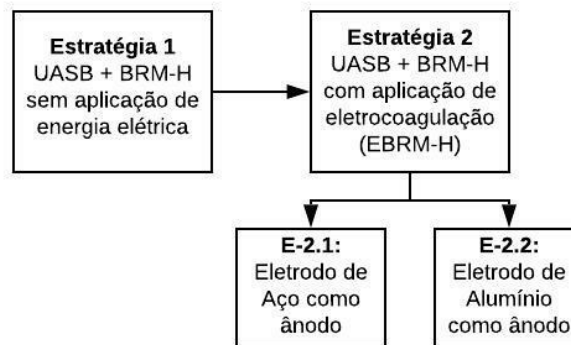 Estratégia 1
UASB + BRM-H
sem aplicação de
energia elétrica
Estratégia 2
UASB + BRM-H
com aplicação de
eletrocoagulação
(EBRM-H)
E-2.1:
Eletrodo de
Aço como
ânodo
E-2.2:
Eletrodo de
Alumínio
como ânodo